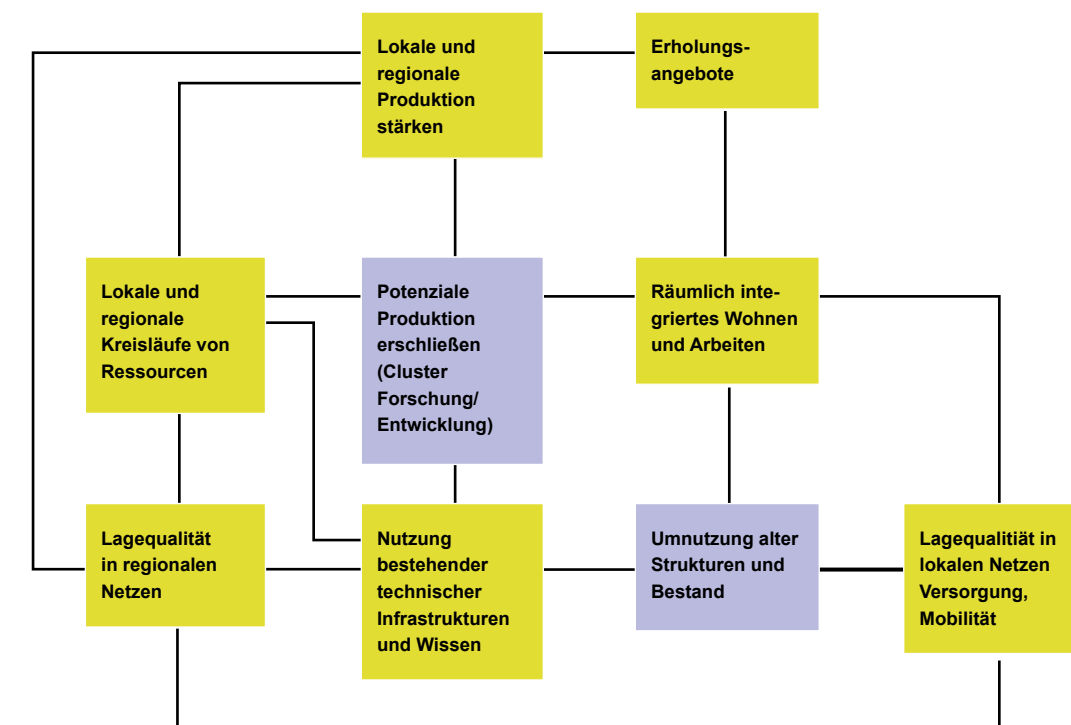 Lokale und
regionale
Produktion
stärken
Erholungs-
angebote
Lokale und
regionale
Kreisläufe von
Ressourcen
Potenziale
Produktion
erschließen
(Cluster
Forschung/
Entwicklung)
Räumlich inte-
griertes Wohnen
und Arbeiten
Lagequalität
in regionalen
Netzen
Nutzung
bestehender
technischer
Infrastrukturen
und Wissen
Umnutzung alter
Strukturen und
Bestand
Lagequalitiät in
lokalen Netzen
Versorgung,
Mobilität